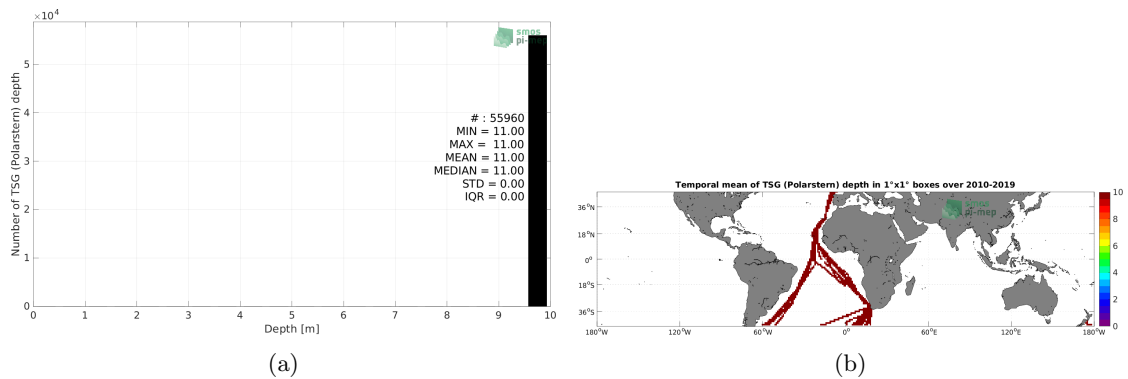 ×10⁴
smos
pi-mep
Number of TSG (Polarstern) depth
5
4
3
2
1
0
# : 55960
MIN = 11.00
MAX = 11.00
MEAN = 11.00
MEDIAN = 11.00
STD = 0.00
IQR = 0.00
0 1 2 3 4 5 6 7 8 9 10
Depth [m]
(a)
Temporal mean of TSG (Polarstern) depth in 1°x1° boxes over 2010-2019
smos
pi-mep
36°N
18°N
0°
18°S
36°S
180°W 120°W 60°W 0° 60°E 120°E 180°E
10
8
6
4
2
0
(b)